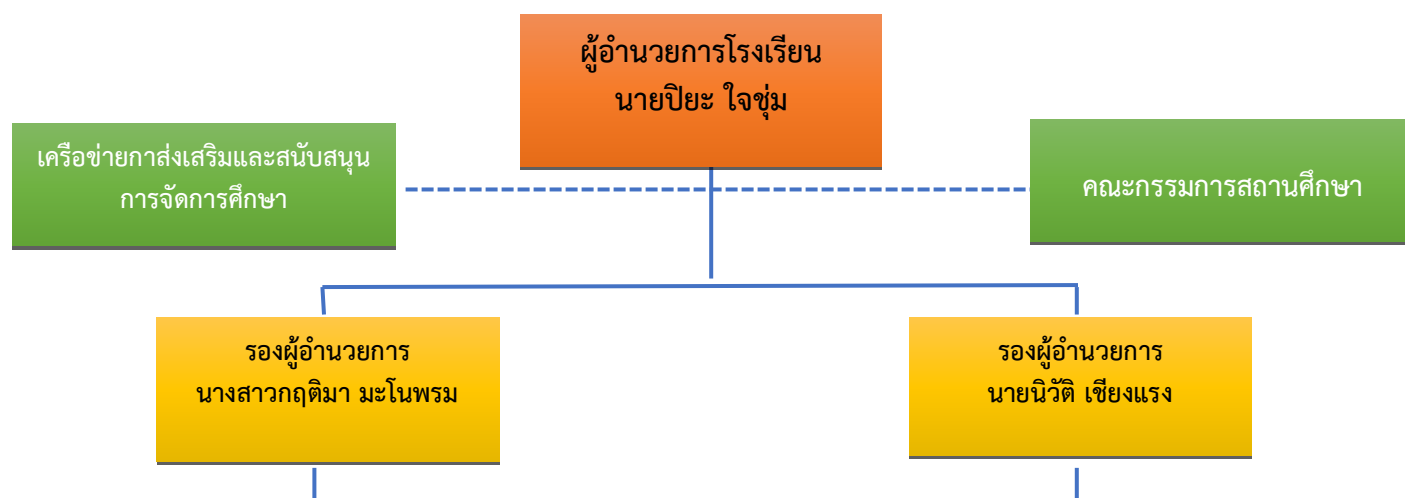 ผู้อำนวยการโรงเรียน
นายปิยะ ใจชุ่ม
เครือข่ายกาส่งเสริมและสนับสนุน
การจัดการศึกษา
คณะกรรมการสถานศึกษา
รองผู้อำนวยการ
นางสาวกฤติมา มะโนพรม
รองผู้อำนวยการ
นายนิวัติ เชียงแรง